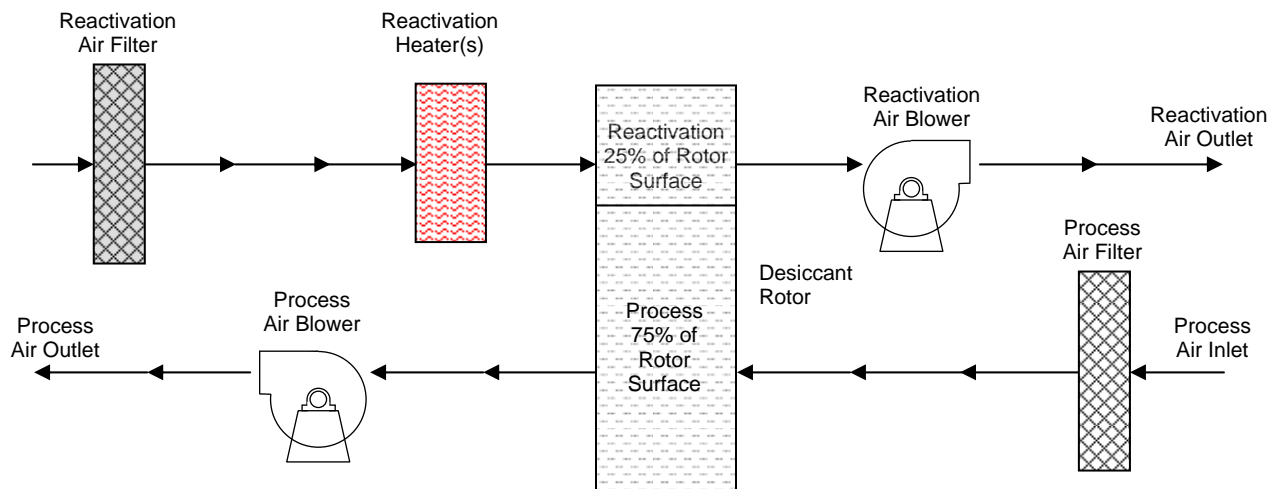 Reactivation
Air Filter
Reactivation
Heater(s)
Reactivation
Air Blower
Reactivation
Air Outlet
Reactivation
25% of Rotor
Surface
Process
Air Filter
Desiccant
Rotor
Process
Air Outlet
Process
Air Blower
Process
75% of
Rotor
Surface
Process
Air Inlet